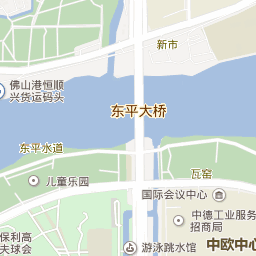 新市
佛山港恒顺
兴货运码头
东平大桥
东平水道
瓦窑
儿童乐园
国际会议中心
中德工业服务
招商局
保利高
夫球会
游泳跳水馆
中欧中心